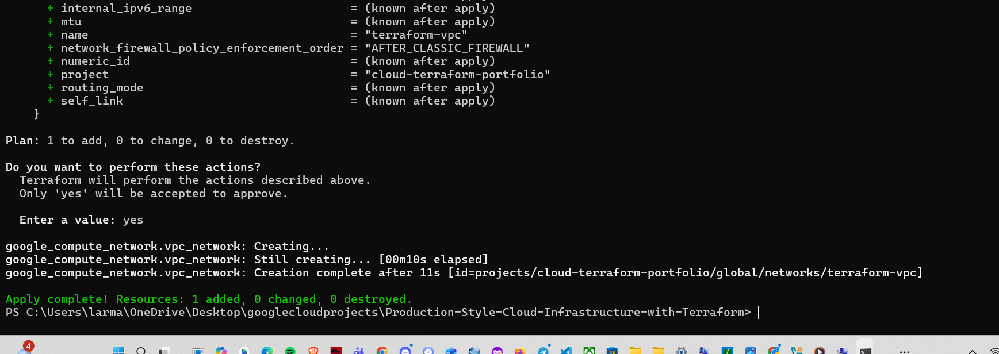 + internal_ipv6_range = (known after apply)
+ mtu = (known after apply)
+ name = "terraform-vpc"
+ network_firewall_policy_enforcement_order = "AFTER_CLASSIC_FIREWALL"
+ numeric_id = (known after apply)
+ project = "cloud-terraform-portfolio"
+ routing_mode = (known after apply)
+ self_link = (known after apply)
}
Plan: 1 to add, 0 to change, 0 to destroy.
Do you want to perform these actions?
Terraform will perform the actions described above.
Only 'yes' will be accepted to approve.
Enter a value: yes
google_compute_network.vpc_network: Creating...
google_compute_network.vpc_network: Still creating... [00m10s elapsed]
google_compute_network.vpc_network: Creation complete after 11s [id=projects/cloud-terraform-portfolio/global/networks/terraform-vpc]
Apply complete! Resources: 1 added, 0 changed, 0 destroyed.
PS C:\Users\larma\OneDrive\Desktop\googlecloudprojects\Production-Style-Cloud-Infrastructure-with-Terraform>
4